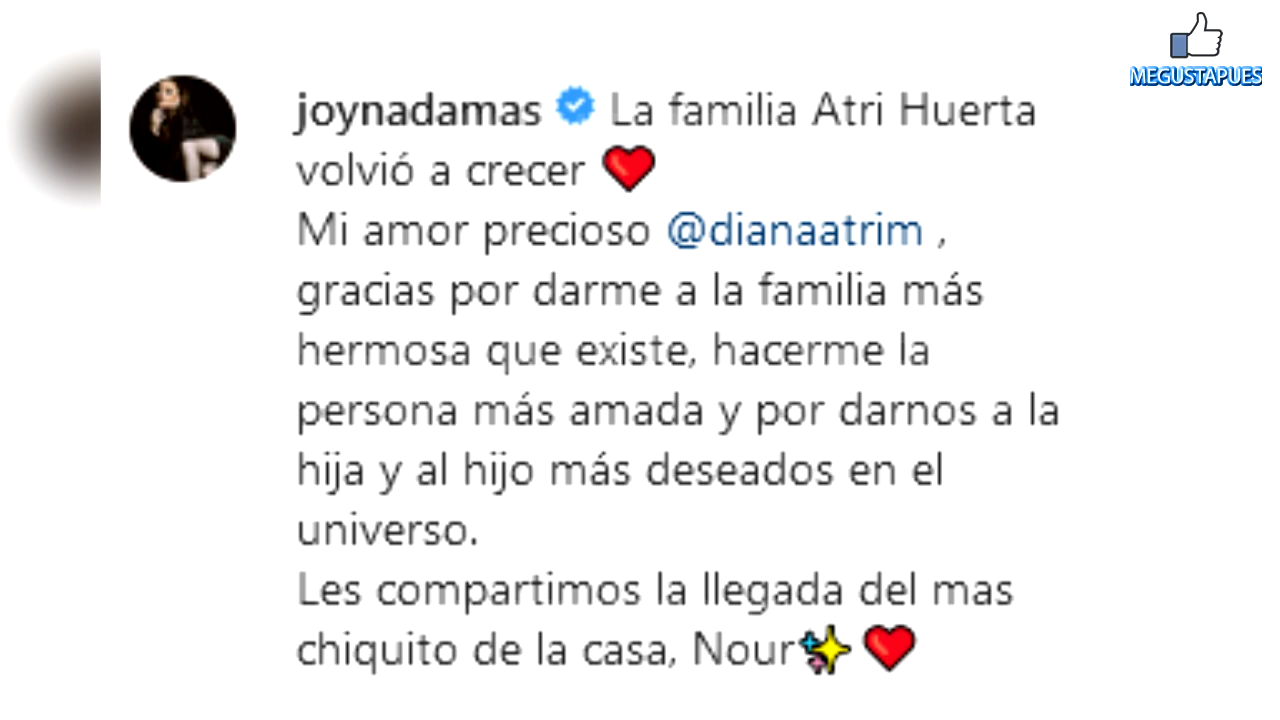 MEGUSTAPUES
joynadamas La familia Atri Huerta
volvió a crecer ❤️
Mi amor precioso @dianaatrim ,
gracias por darme a la familia más
hermosa que existe, hacerme la
persona más amada y por darnos a la
hija y al hijo más deseados en el
universo.
Les compartimos la llegada del mas
chiquito de la casa, Nour✨ ❤️